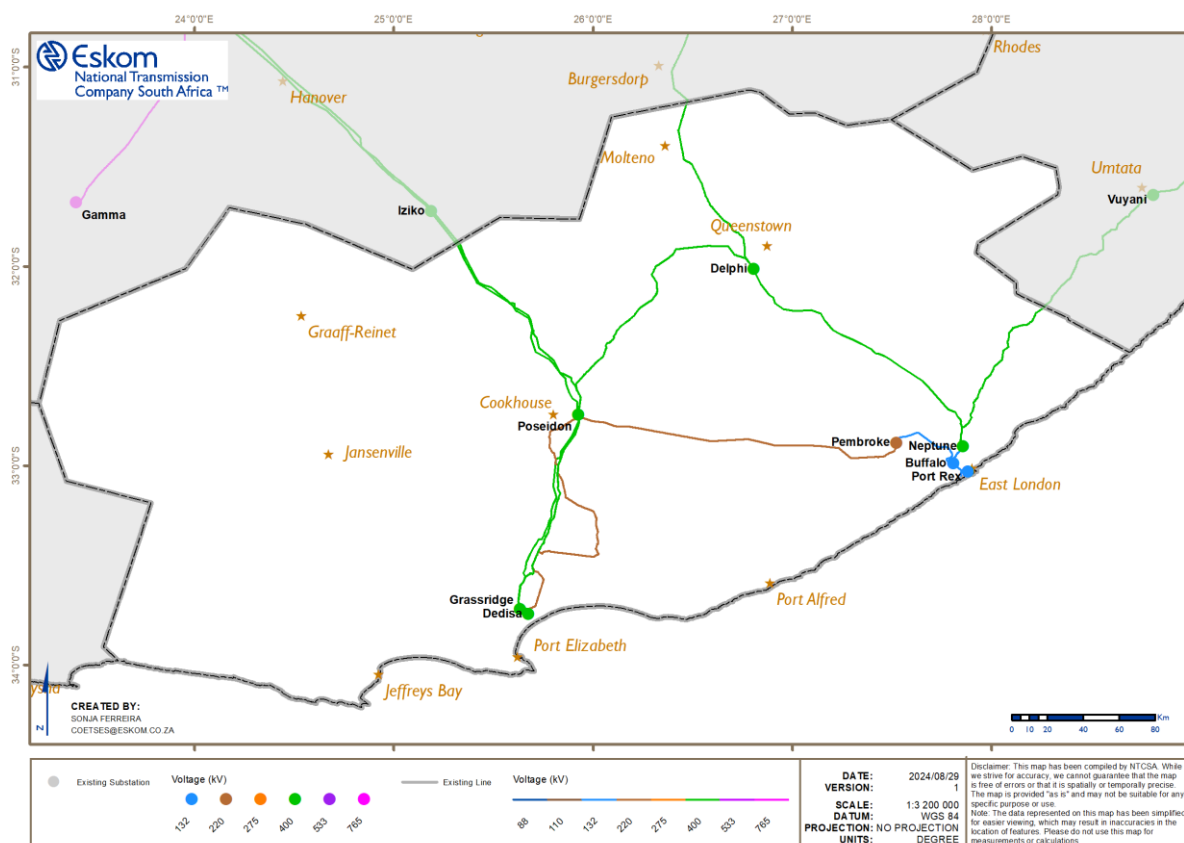 24°0'0"E
25°0'0"E
26°0'0"E
27°0'0"E
28°0'0"E
Eskom
National Transmission
Company South Africa ™
31°0'0"S
32°0'0"S
33°0'0"S
34°0'0"S
Rhodes
Burgersdorp
Hanover
Molteno
Umtata
Vuyani
Gamma
Iziko
Queenstown
Delphi
Graaff-Reinet
Cookhouse
Poseidon
Pembroke
Neptune
Buffalo
Port Rex
East London
Jansenville
Grassridge
Dedisa
Port Alfred
Port Elizabeth
Jeffreys Bay
CREATED BY:
SONJA FERREIRA
COETSES@ESKOM.CO.ZA
N
Km
0 10 20 40 60 80
Existing Substation
Voltage (kV)
132 220 275 400 533 765
Existing Line
Voltage (kV)
88 110 132 220 275 400 533 765
DATE: 2024/08/29
VERSION: 1
SCALE: 1:3 200 000
DATUM: WGS 84
PROJECTION: NO PROJECTION
UNITS: DEGREE
Disclaimer: This map has been compiled by NTCSA. While
we strive for accuracy, we cannot guarantee that the map
is free of errors or that it is spatially or temporally precise.
The map is provided "as is" and may not be suitable for any
specific purpose or use.
Note: The data represented on this map has been simplified
for easier viewing, which may result in inaccuracies in the
location of features. Please do not use this map for
measurements or calculations.